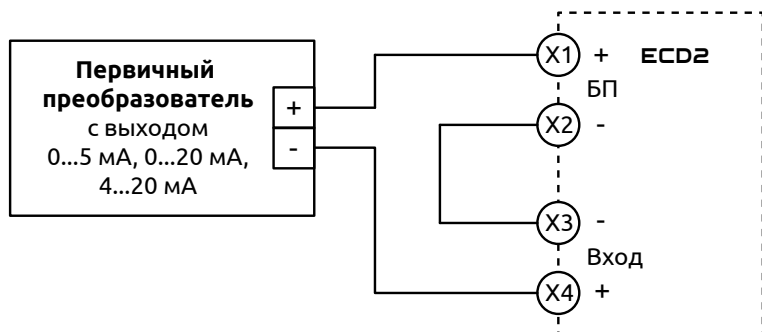 Первичный
преобразователь
с выходом
0...5 мА, 0...20 мА,
4...20 мА
+
-
X1 + ECD2
БП
X2 -
X3 -
Вход
X4 +